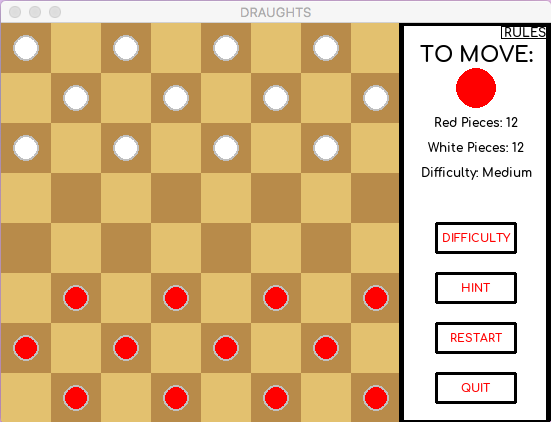 DRAUGHTS
RULES
TO MOVE:
Red Pieces: 12
White Pieces: 12
Difficulty: Medium
DIFFICULTY
HINT
RESTART
QUIT